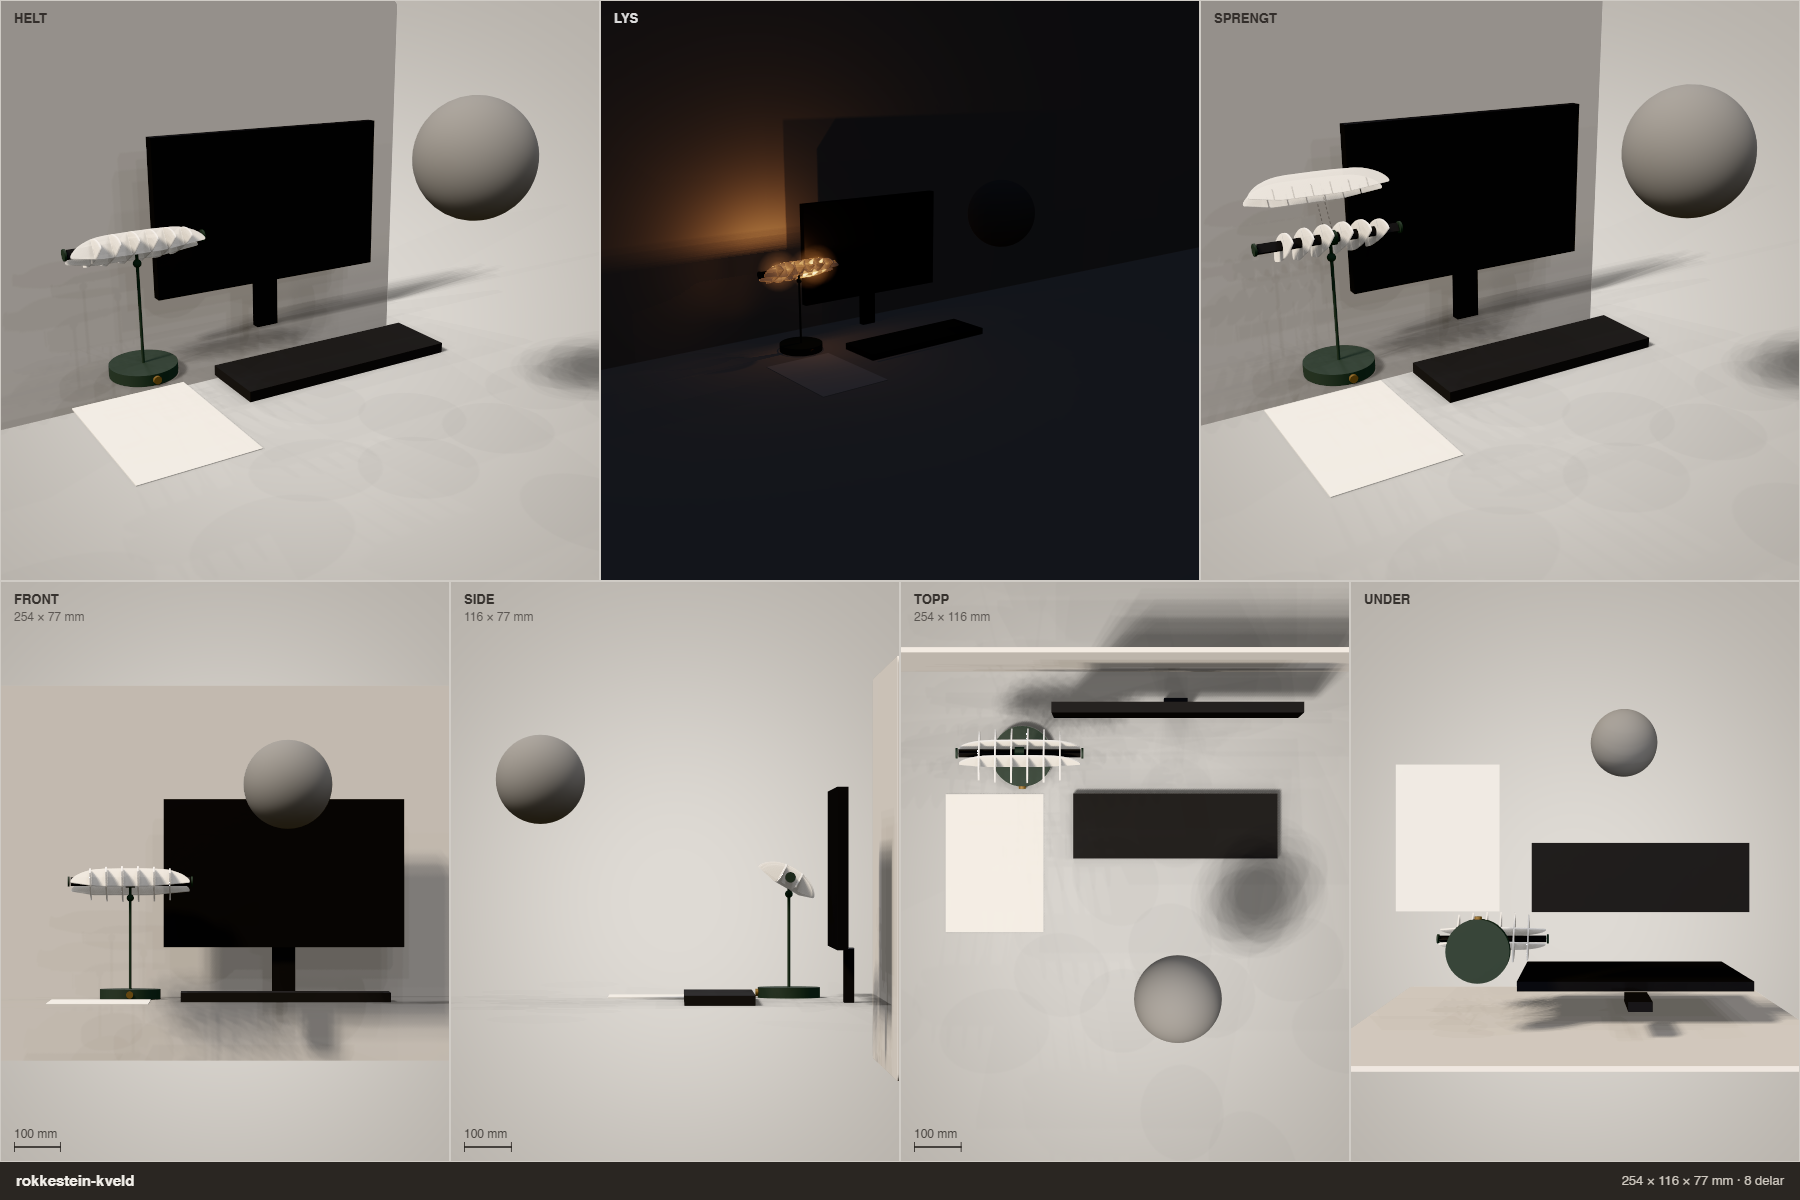 HELT
LYS
SPRENGT
FRONT
254 × 77 mm
100 mm
SIDE
116 × 77 mm
100 mm
TOPP
254 × 116 mm
100 mm
UNDER
rokkestein-kveld
254 × 116 × 77 mm · 8 delar